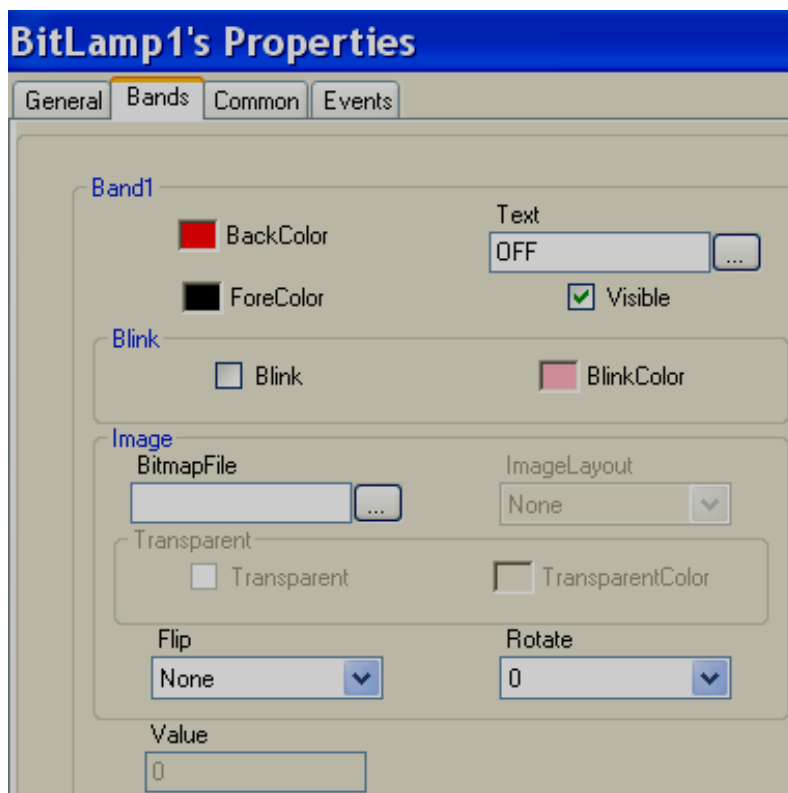 BitLamp1's Properties
General Bands Common Events
Band1
BackColor
Text
OFF ...
ForeColor
Visible
Blink
Blink
BlinkColor
Image
BitmapFile
...
ImageLayout
None
Transparent
Transparent
TransparentColor
Flip
None
Rotate
0
Value
0